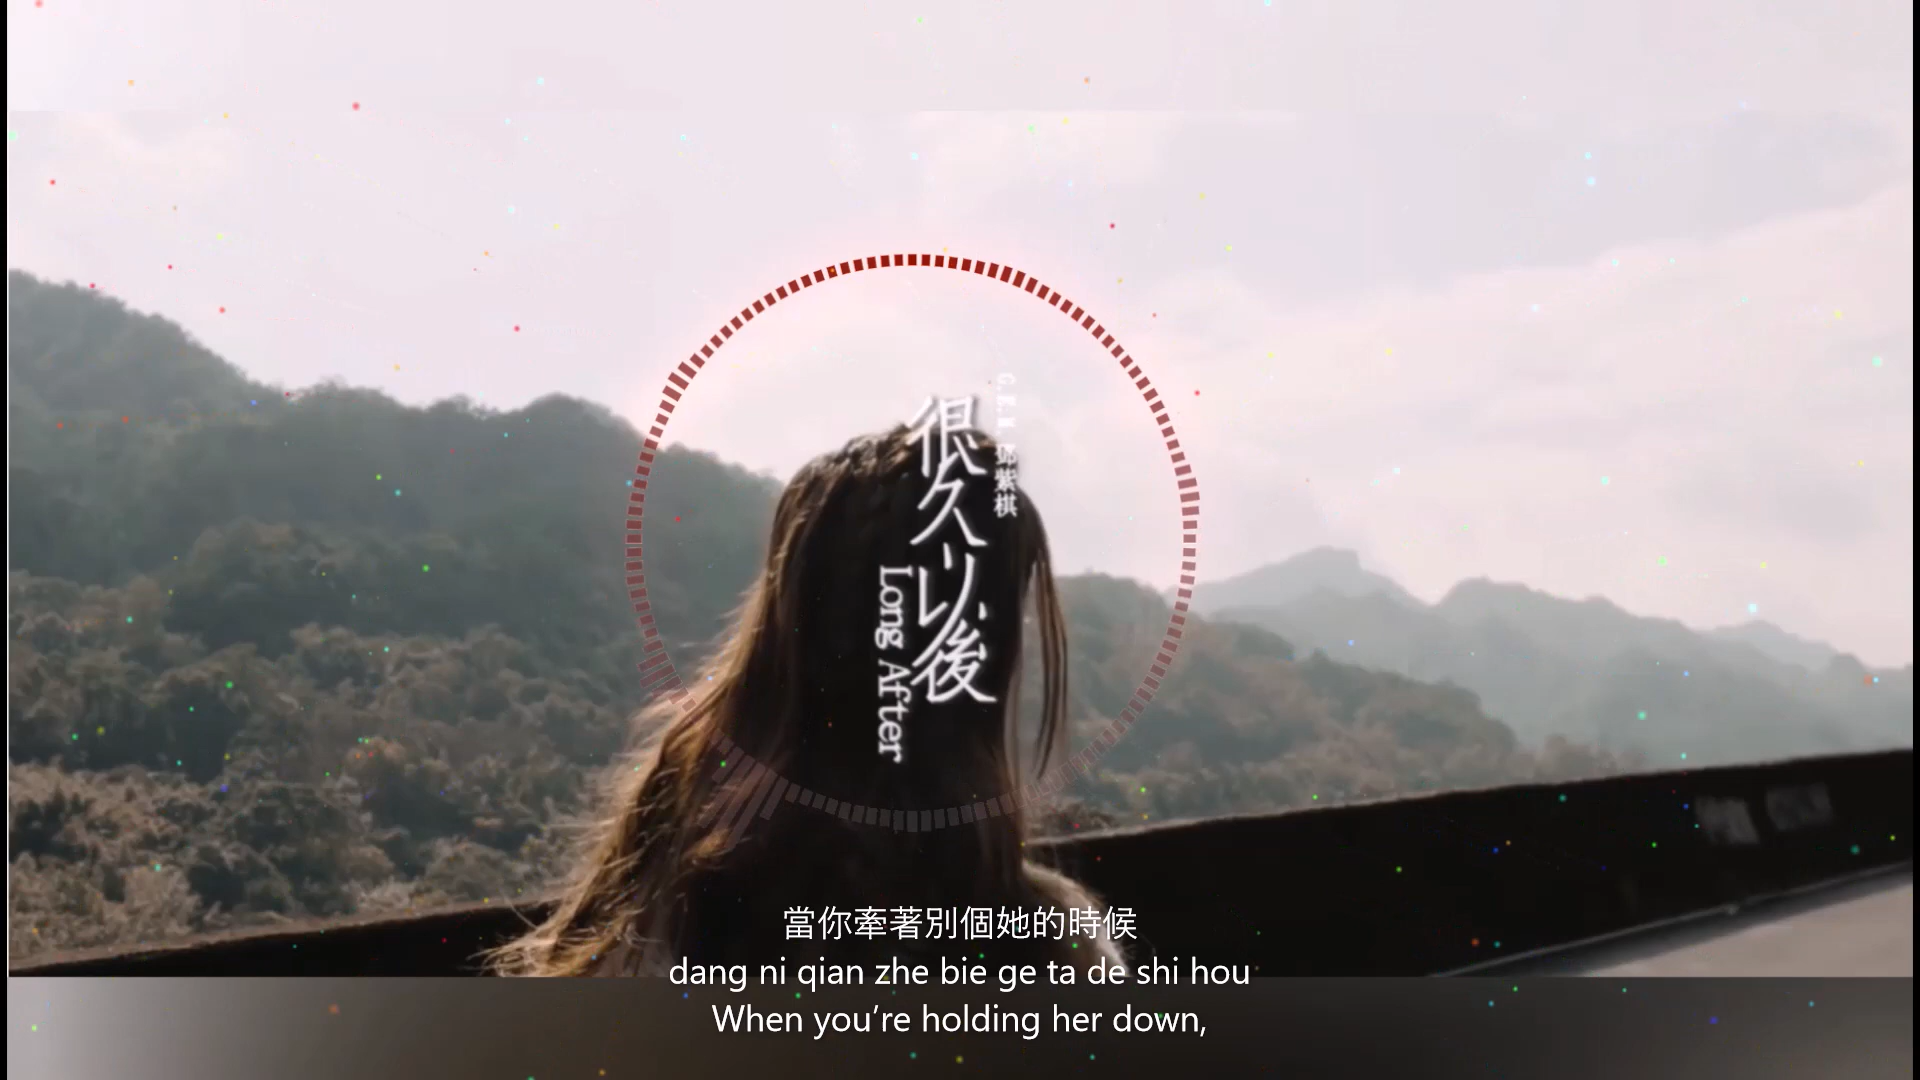 G.E.M. 鄧紫棋
很久以後
Long After
當你牽著別個她的時候
dang ni qian zhe bie ge ta de shi hou
When you’re holding her down,